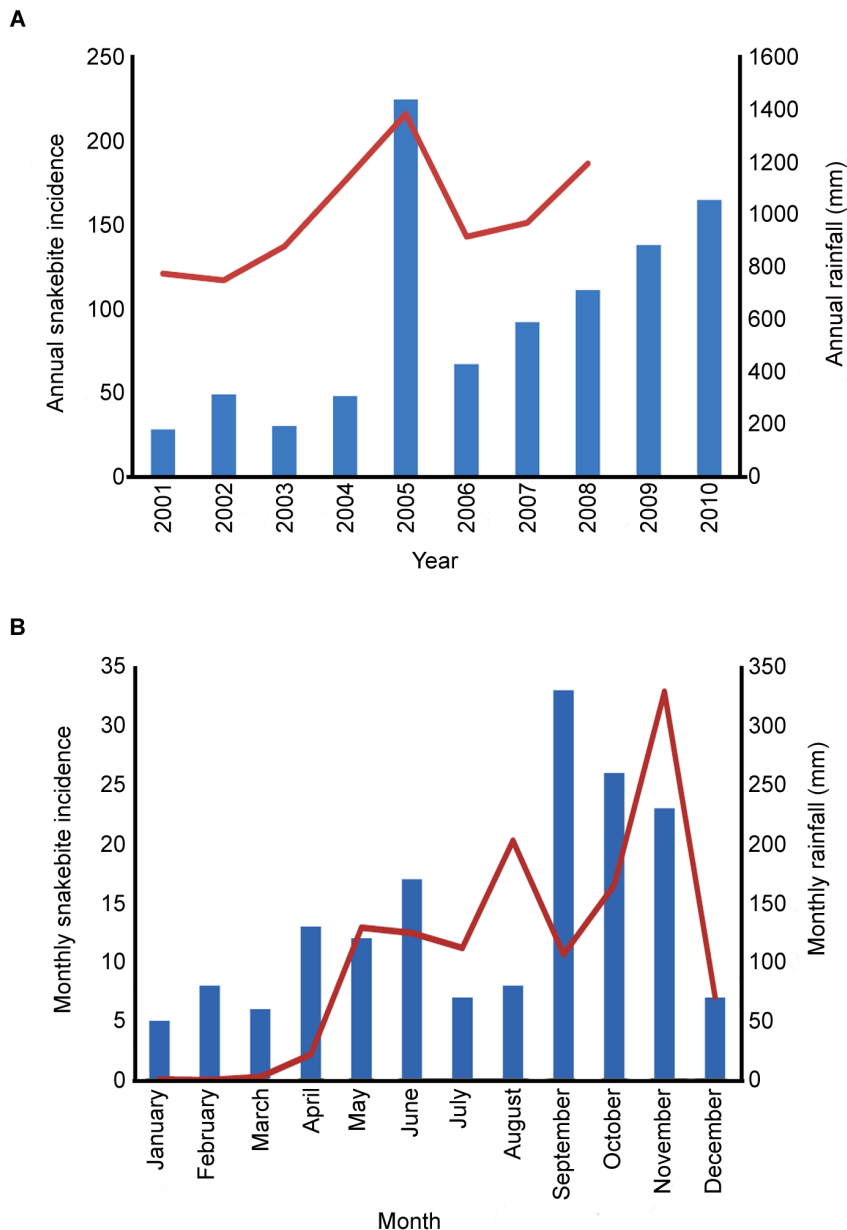 A
250
200
150
100
50
0
Annual snakebite incidence
1600
1400
1200
1000
800
600
400
200
0
Annual rainfall (mm)
2001
2002
2003
2004
2005
2006
2007
2008
2009
2010
Year
B
35
30
25
20
15
10
5
0
Monthly snakebite incidence
350
300
250
200
150
100
50
0
Monthly rainfall (mm)
January
February
March
April
May
June
July
August
September
October
November
December
Month